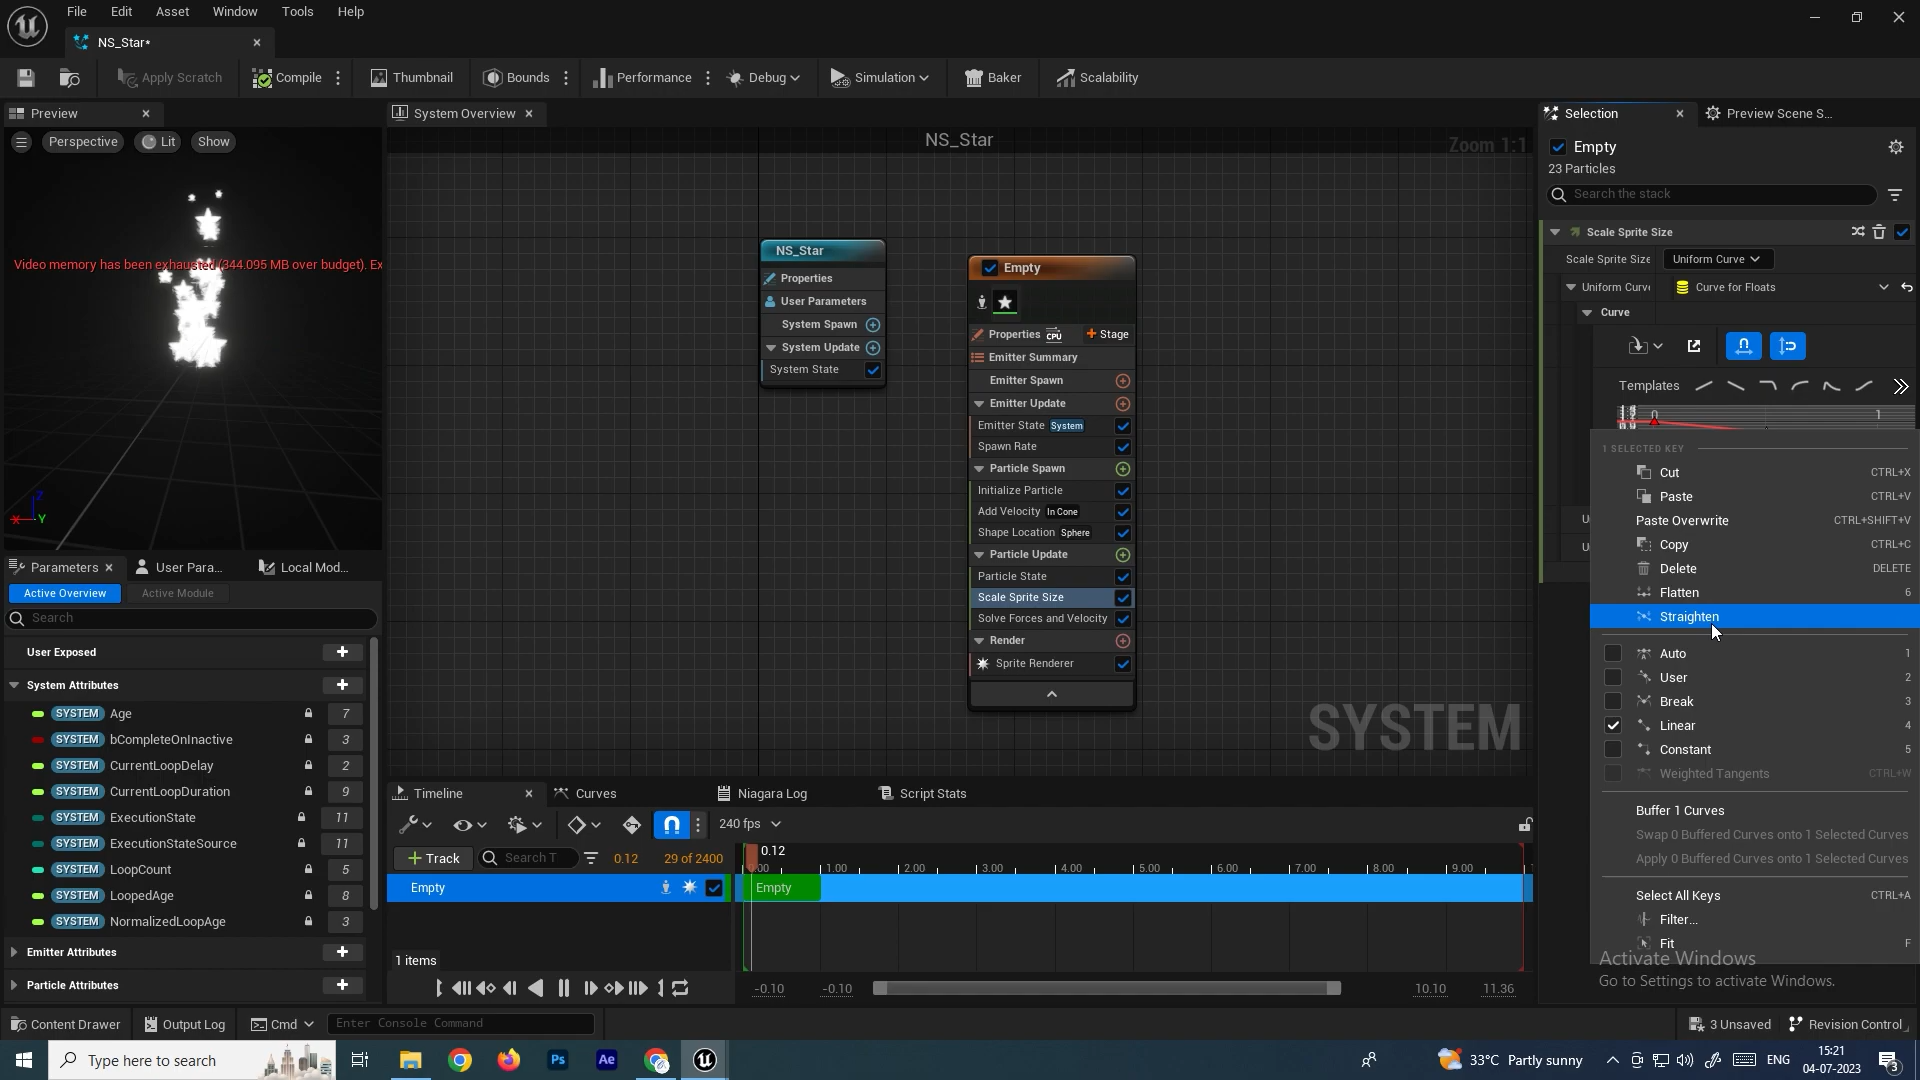 File Edit Asset Window Tools Help
NS_Star*
Apply Scratch Compile Thumbnail Bounds Performance Debug Simulation Baker Scalability
Preview
Perspective Lit Show
Video memory has been exhausted (344.095 MB over budget). Ex
Z
X Y
System Overview
NS_Star
Zoom 1:1
NS_Star
Properties
User Parameters
System Spawn
System Update
System State
Empty
Properties CPU Stage
Emitter Summary
Emitter Spawn
Emitter Update
Emitter State System
Spawn Rate
Particle Spawn
Initialize Particle
Add Velocity In Cone
Shape Location Sphere
Particle Update
Particle State
Scale Sprite Size
Solve Forces and Velocity
Render
Sprite Renderer
SYSTEM
Selection Preview Scene S...
Empty
23 Particles
Search the stack
Scale Sprite Size
Scale Sprite Size Uniform Curve
Uniform Curv Curve for Floats
Curve
Templates
0 1
1 SELECTED KEY
Cut CTRL+X
Paste CTRL+V
Paste Overwrite CTRL+SHIFT+V
Copy CTRL+C
Delete DELETE
Flatten 6
Straighten
Auto 1
User 2
Break 3
Linear 4
Constant 5
Weighted Tangents CTRL+W
Buffer 1 Curves
Swap 0 Buffered Curves onto 1 Selected Curves
Apply 0 Buffered Curves onto 1 Selected Curves
Select All Keys CTRL+A
Filter...
Fit F
Activate Windows
Go to Settings to activate Windows.
Parameters User Para... Local Mod...
Active Overview Active Module
Search
User Exposed
System Attributes
SYSTEM Age 7
SYSTEM bCompleteOnInactive 3
SYSTEM CurrentLoopDelay 2
SYSTEM CurrentLoopDuration 9
SYSTEM ExecutionState 11
SYSTEM ExecutionStateSource 11
SYSTEM LoopCount 5
SYSTEM LoopedAge 8
SYSTEM NormalizedLoopAge 3
Emitter Attributes
Particle Attributes
Timeline Curves Niagara Log Script Stats
240 fps
Track Search T 0.12 29 of 2400
0.12
0.00 1.00 2.00 3.00 4.00 5.00 6.00 7.00 8.00 9.00
Empty Empty
1 items
-0.10 -0.10 10.10 11.36
Content Drawer Output Log Cmd Enter Console Command 3 Unsaved Revision Control
Type here to search Ps Ae 33°C Partly sunny ENG 15:21
04-07-2023 3